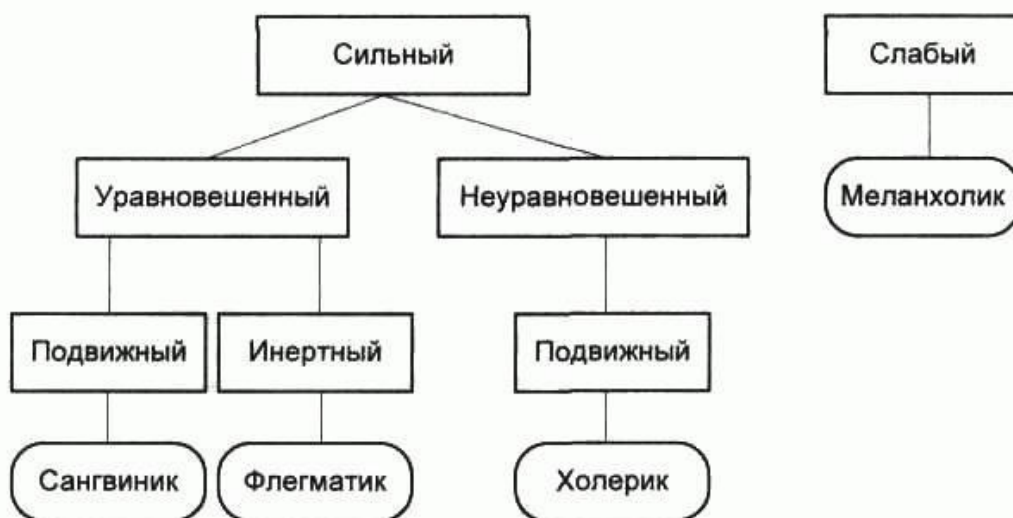 Сильный
Слабый
Уравновешенный
Неуравновешенный
Меланхолик
Подвижный
Инертный
Подвижный
Сангвиник
Флегматик
Холерик